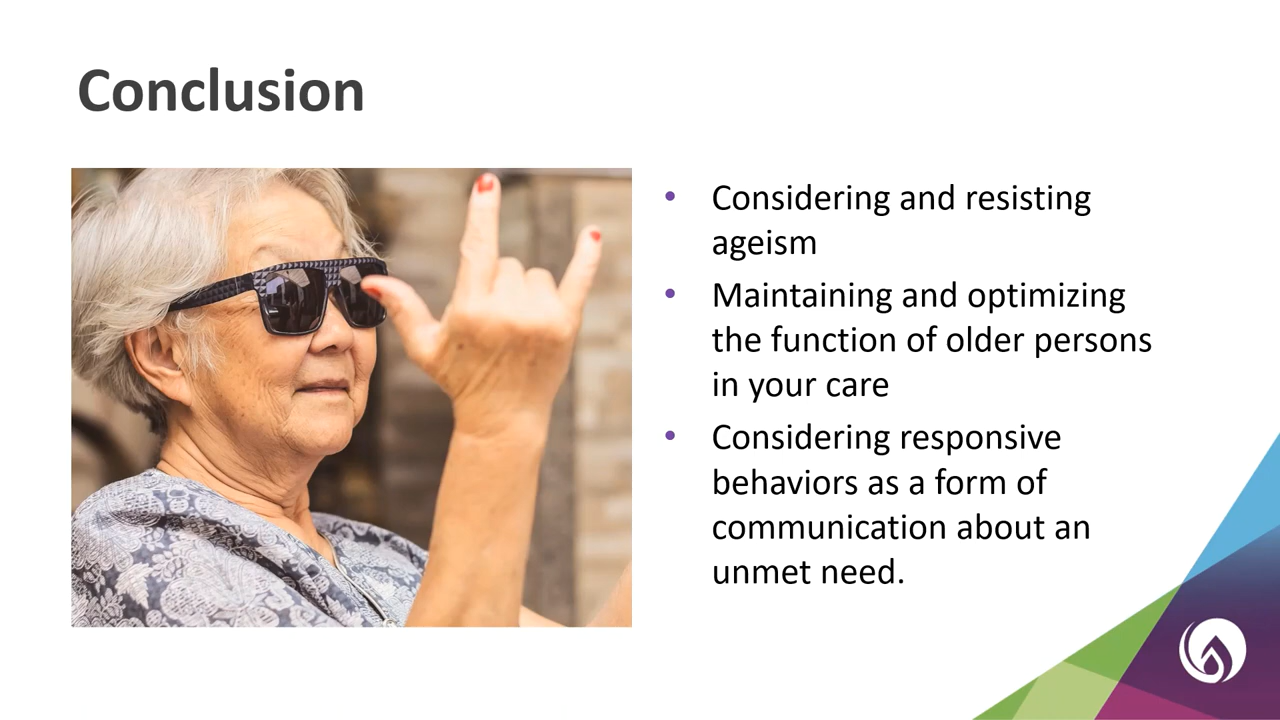 Conclusion
• Considering and resisting
ageism
• Maintaining and optimizing
the function of older persons
in your care
• Considering responsive
behaviors as a form of
communication about an
unmet need.